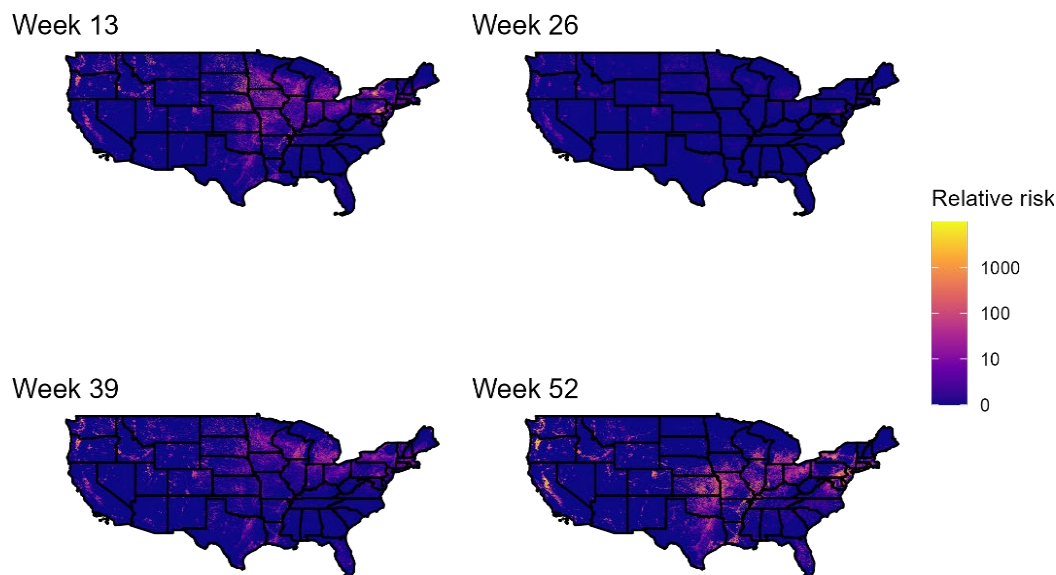 Week 13
Week 26
Relative risk
1000
100
10
0
Week 39
Week 52